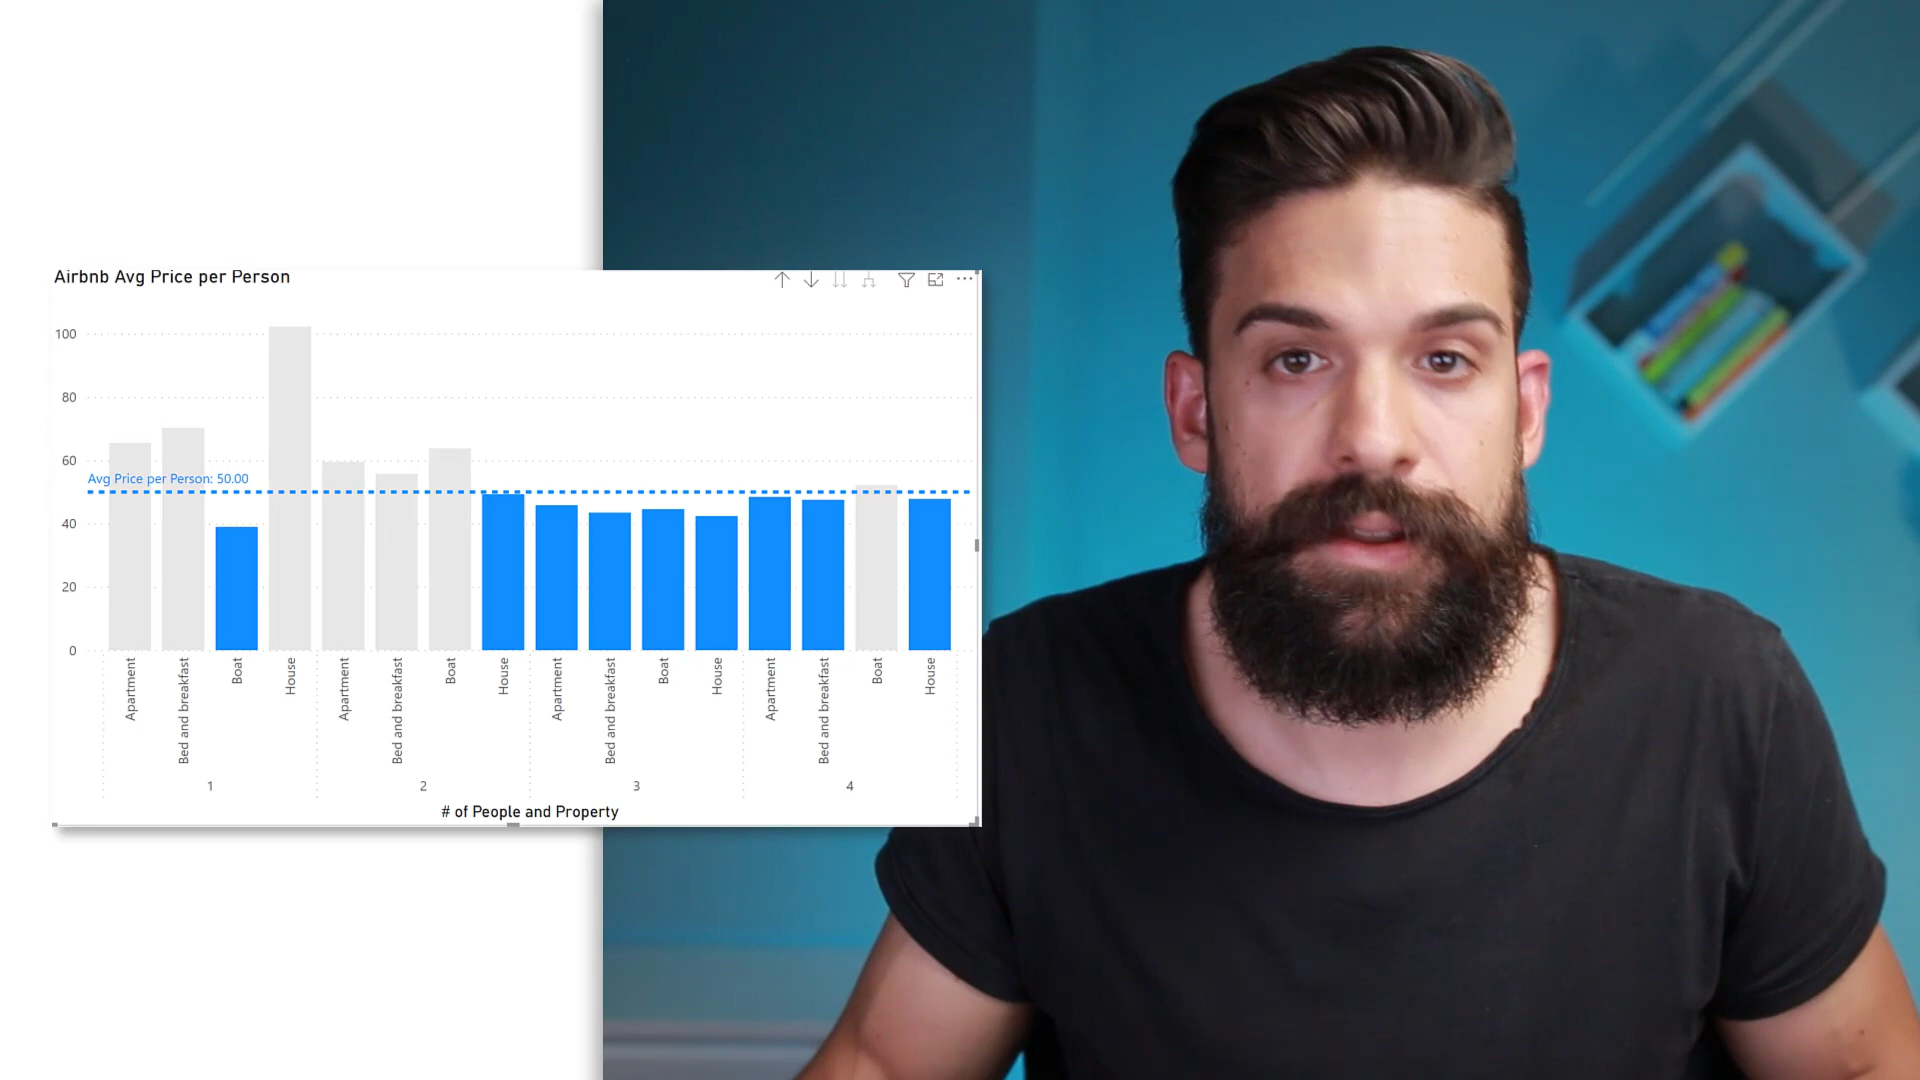 Airbnb Avg Price per Person
100
80
60
Avg Price per Person: 50.00
40
20
0
Apartment
Bed and breakfast
Boat
House
Apartment
Bed and breakfast
Boat
House
Apartment
Bed and breakfast
Boat
House
Apartment
Bed and breakfast
Boat
House
1 2 3 4
# of People and Property